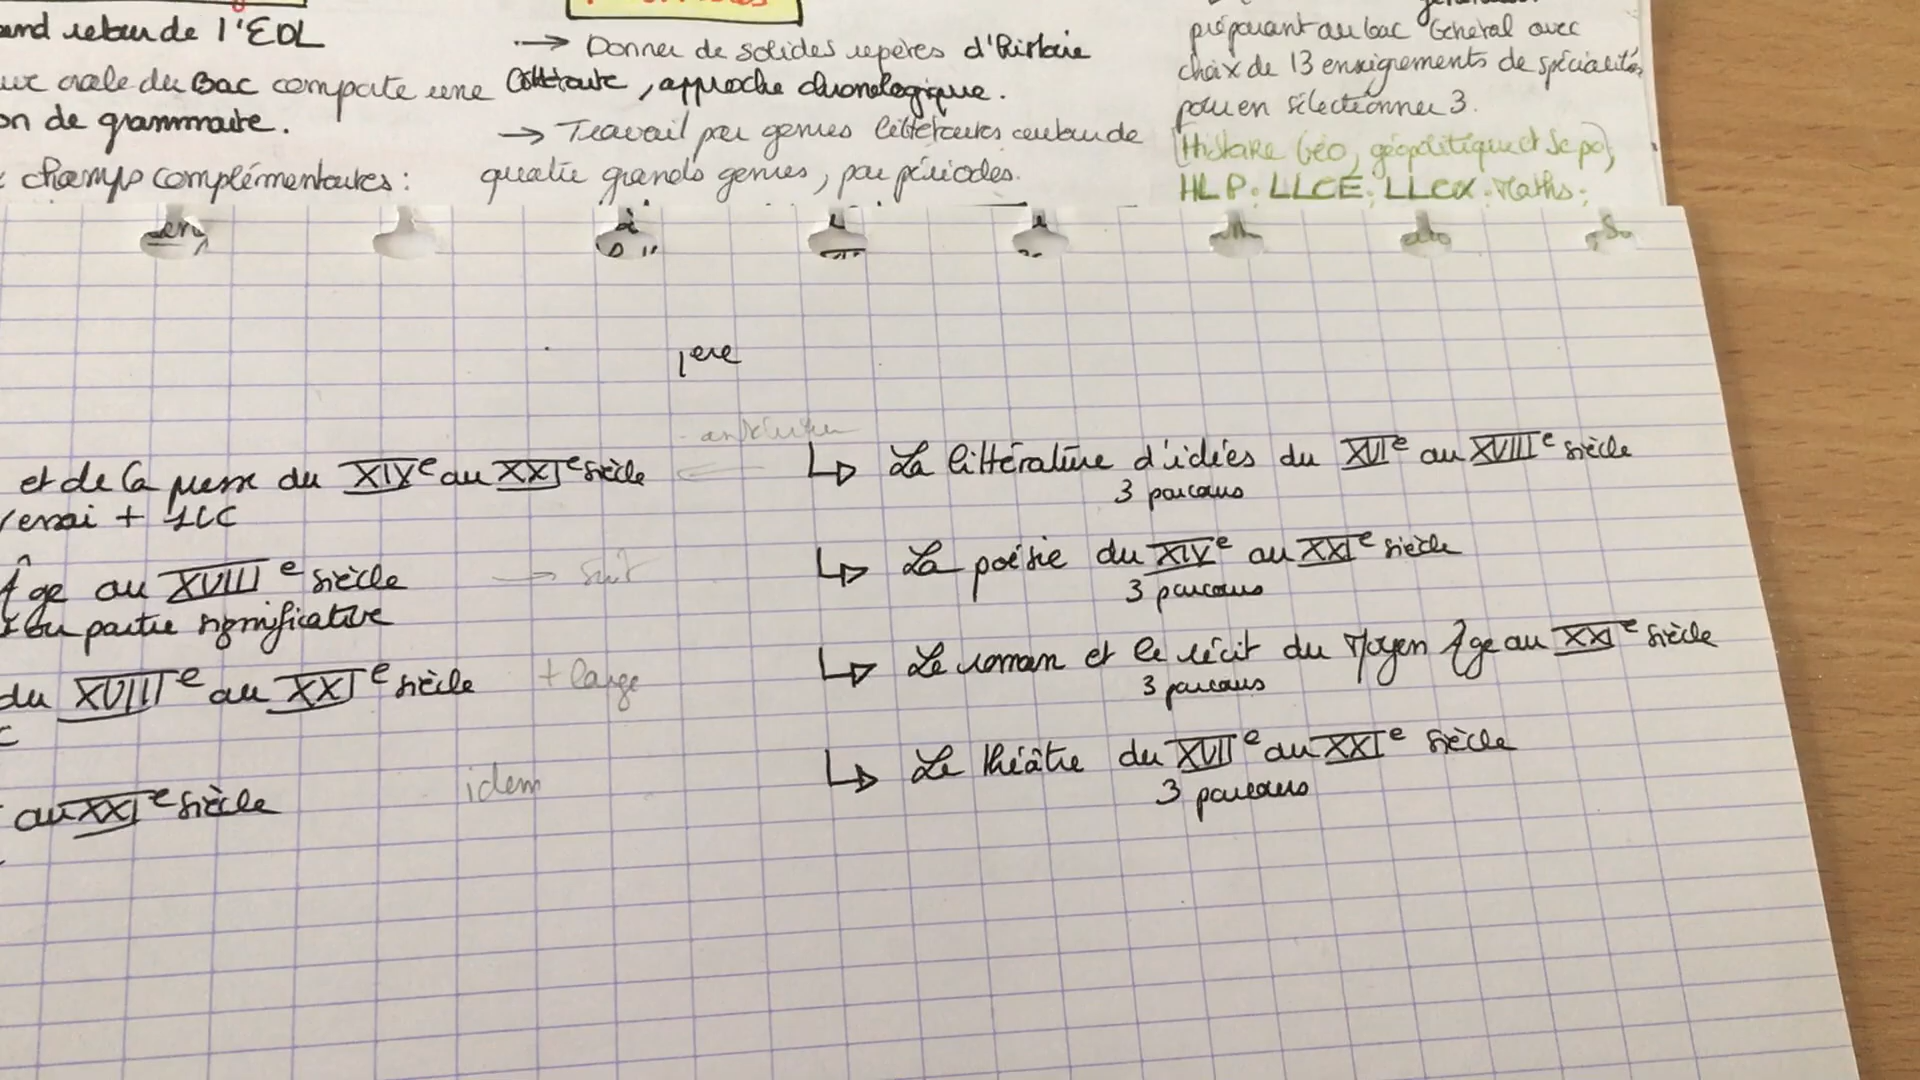 and retour de l'EDL
orale du Bac comporte une
on de grammaire.
champs complémentaires :
→ Donner de solides repères d'histoire
littéraire, approche chronologique.
→ Travail par genres littéraires autour de
quatre grands genres, par périodes.
préparant au bac Général avec
choix de 13 enseignements de spécialités
pour en sélectionner 3.
(Histoire Géo, géopolitique et Sc po),
HLP. LLCE. LLCA. Maths.
1ere
et de la presse du XIXe au XXIe siècle
essai + LLC
Âge au XVIIIe siècle → suit
ou partie significative
du XVIIIe au XXIe siècle + large
au XXIe siècle idem
↳ La littérature d'idées du XVIe au XVIIIe siècle
3 parcours
↳ La poésie du XIXe au XXIe siècle
3 parcours
↳ Le roman et le récit du Moyen Âge au XXIe siècle
3 parcours
↳ Le théâtre du XVIIe au XXIe siècle
3 parcours